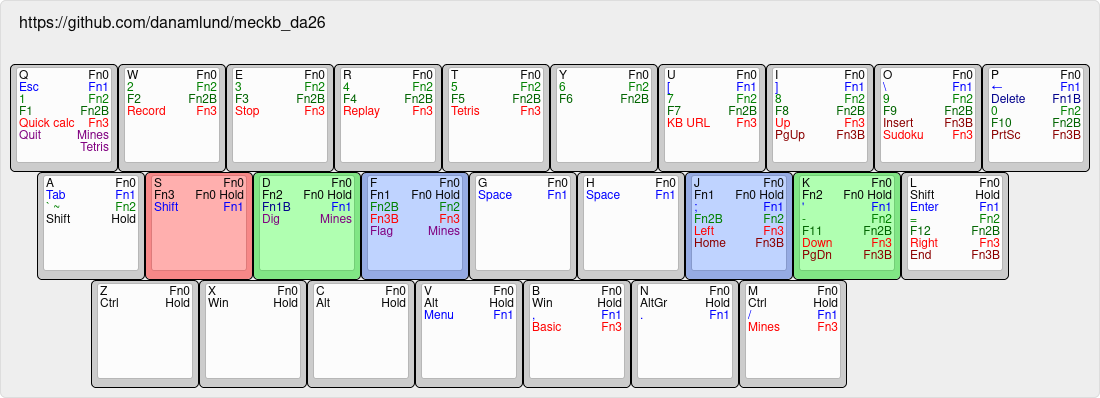 https://github.com/danamlund/meckb_da26
Q Fn0
Esc Fn1
1 Fn2
F1 Fn2B
Quick calc Fn3
Quit Mines
Tetris
W Fn0
2 Fn2
F2 Fn2B
Record Fn3
E Fn0
3 Fn2
F3 Fn2B
Stop Fn3
R Fn0
4 Fn2
F4 Fn2B
Replay Fn3
T Fn0
5 Fn2
F5 Fn2B
Tetris Fn3
Y Fn0
6 Fn2
F6 Fn2B
U Fn0
[ Fn1
7 Fn2
F7 Fn2B
KB URL Fn3
I Fn0
] Fn1
8 Fn2
F8 Fn2B
Up Fn3
PgUp Fn3B
O Fn0
\ Fn1
9 Fn2
F9 Fn2B
Insert Fn3B
Sudoku Fn3
P Fn0
← Fn1
Delete Fn1B
0 Fn2
F10 Fn2B
PrtSc Fn3B
A Fn0
Tab Fn1
` ~ Fn2
Shift Hold
S Fn0
Fn3 Fn0 Hold
Shift Fn1
D Fn0
Fn2 Fn0 Hold
Fn1B Fn1
Dig Mines
F Fn0
Fn1 Fn0 Hold
Fn2B Fn2
Fn3B Fn3
Flag Mines
G Fn0
Space Fn1
H Fn0
Space Fn1
J Fn0
Fn1 Fn0 Hold
; Fn1
Fn2B Fn2
Left Fn3
Home Fn3B
K Fn0
Fn2 Fn0 Hold
' Fn1
- Fn2
F11 Fn2B
Down Fn3
PgDn Fn3B
L Fn0
Shift Hold
Enter Fn1
= Fn2
F12 Fn2B
Right Fn3
End Fn3B
Z Fn0
Ctrl Hold
X Fn0
Win Hold
C Fn0
Alt Hold
V Fn0
Alt Hold
Menu Fn1
B Fn0
Win Hold
, Fn1
Basic Fn3
N Fn0
AltGr Hold
. Fn1
M Fn0
Ctrl Hold
/ Fn1
Mines Fn3